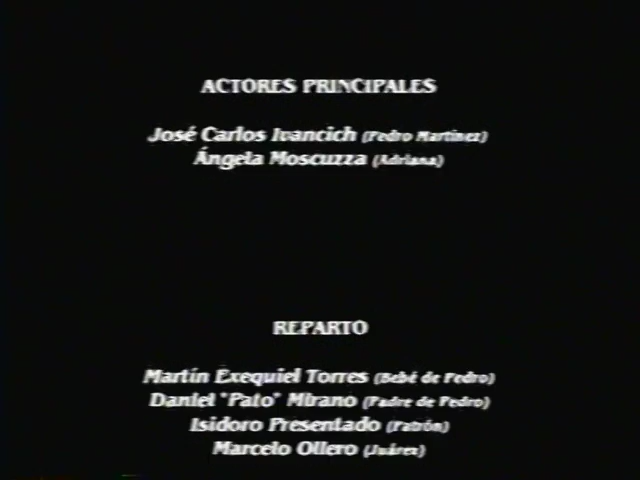 ACTORES PRINCIPALES
José Carlos Ivancich (Pedro Martínez)
Ángela Moscuzza (Adriana)
REPARTO
Martín Exequiel Torres (Bebé de Pedro)
Daniel "Pato" Mirano (Padre de Pedro)
Isidoro Presentado (Patrón)
Marcelo Ollero (Juárez)